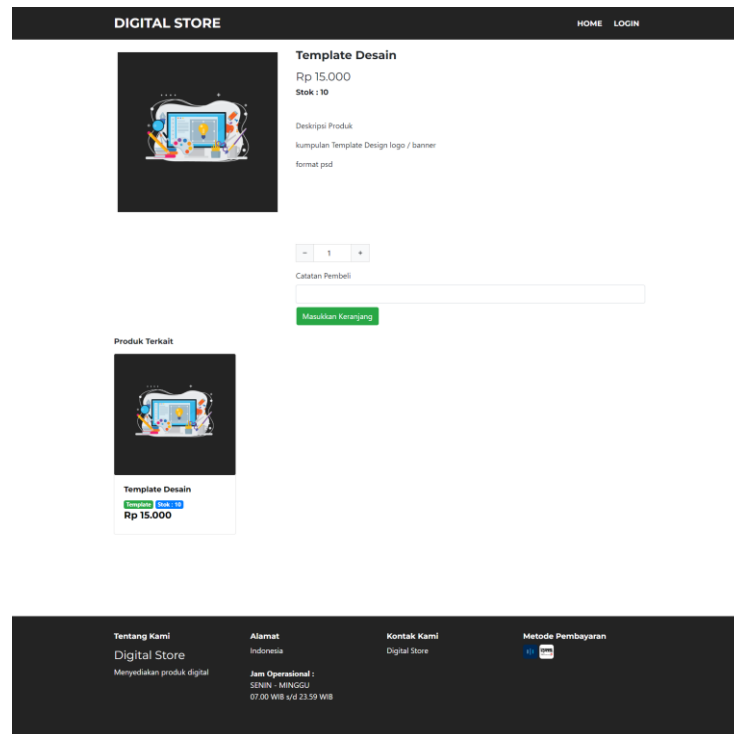 DIGITAL STORE
HOME LOGIN
Template Desain
Rp 15.000
Stok : 10
Deskripsi Produk
kumpulan Template Design logo / banner
format psd
− 1 +
Catatan Pembeli
Masukkan Keranjang
Produk Terkait
Template Desain
Template Stok : 10
Rp 15.000
Tentang Kami
Digital Store
Menyediakan produk digital
Alamat
Indonesia
Jam Operasional :
SENIN - MINGGU
07.00 WIB s/d 23.59 WIB
Kontak Kami
Digital Store
Metode Pembayaran